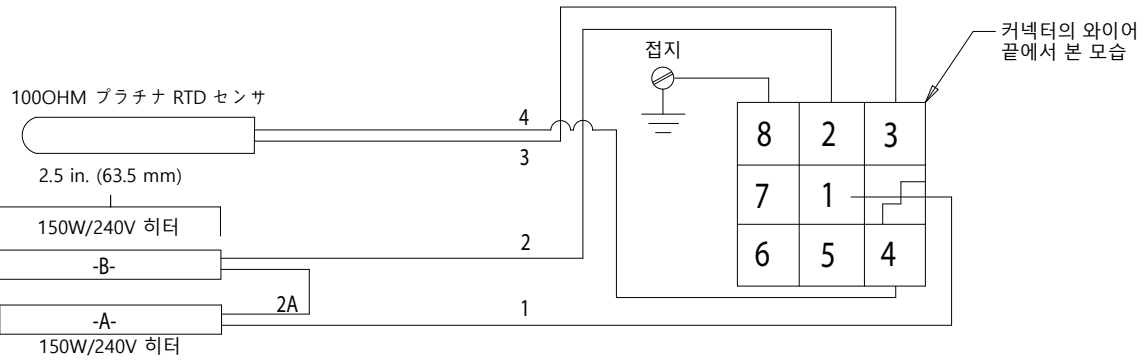 커넥터의 와이어
끝에서 본 모습
접지
100OHM プラチナ RTD センサ
4
3
8 2 3
2.5 in. (63.5 mm)
7 1
150W/240V 히터
2
6 5 4
-B-
2A
1
-A-
150W/240V 히터